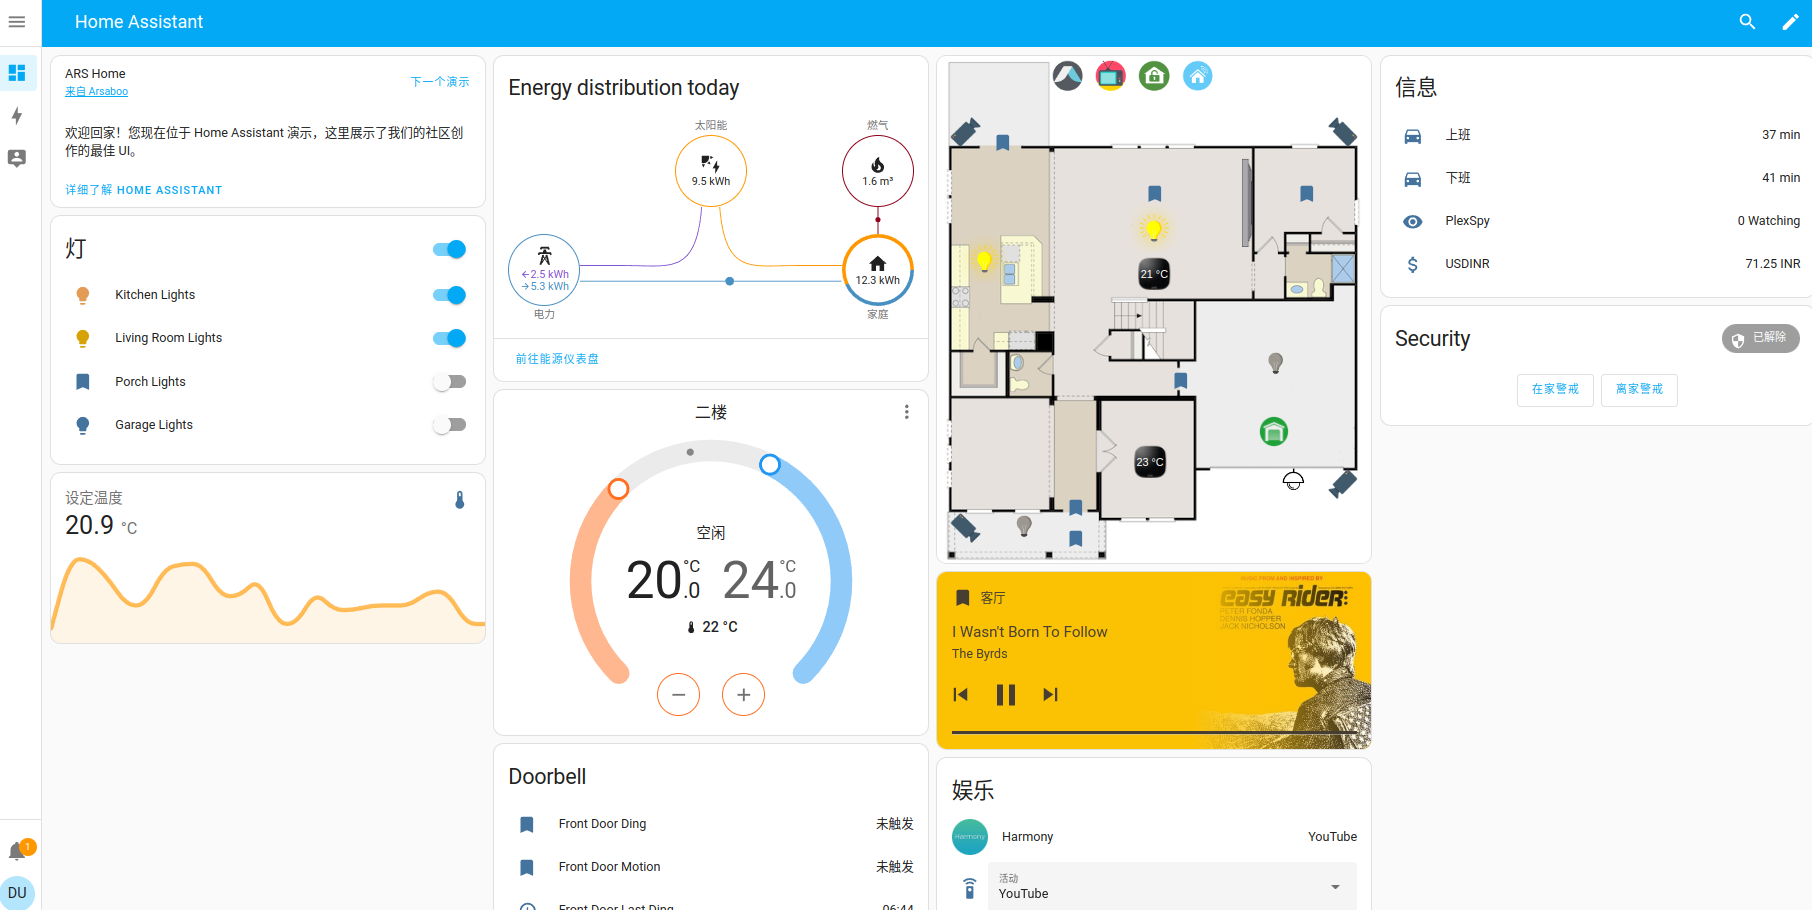 Home Assistant
ARS Home
来自 Arsaboo
下一个演示
欢迎回家！您现在位于 Home Assistant 演示，这里展示了我们的社区创
作的最佳 UI。
详细了解 HOME ASSISTANT
灯
Kitchen Lights
Living Room Lights
Porch Lights
Garage Lights
设定温度
20.9 °C
1
DU
Energy distribution today
太阳能
燃气
9.5 kWh
1.6 m³
←2.5 kWh
→5.3 kWh
12.3 kWh
电力
家庭
前往能源仪表盘
二楼
空闲
20.0 °C 24.0 °C
22 °C
Doorbell
Front Door Ding 未触发
Front Door Motion 未触发
Front Door Last Ding 06:44
21 °C
23 °C
客厅
I Wasn't Born To Follow
The Byrds
MUSIC FROM AND INSPIRED BY
easy RideR:
PETER FONDA
DENNIS HOPPER
JACK NICHOLSON
娱乐
Harmony
Harmony YouTube
活动
YouTube
信息
上班 37 min
下班 41 min
PlexSpy 0 Watching
USDINR 71.25 INR
Security
已解除
在家警戒
离家警戒